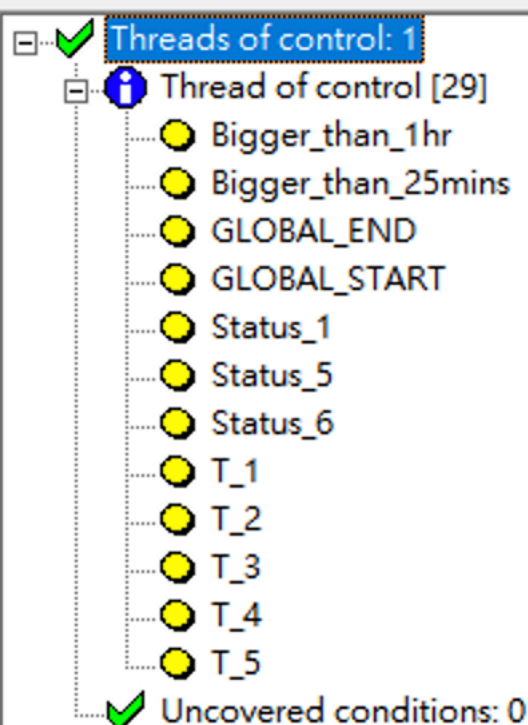 Threads of control: 1
Thread of control [29]
Bigger_than_1hr
Bigger_than_25mins
GLOBAL_END
GLOBAL_START
Status_1
Status_5
Status_6
T_1
T_2
T_3
T_4
T_5
Uncovered conditions: 0